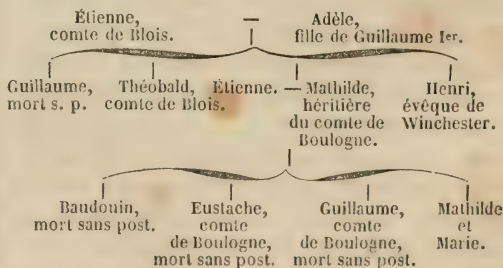 Étienne, — Adèle,
comte de Blois. fille de Guillaume Ier.
Guillaume, Théobald, Étienne. — Mathilde, Henri,
mort s. p. comte de Blois. héritière évêque de
du comte de Winchester.
Boulogne.
Baudouin, Eustache, Guillaume, Mathilde
mort sans post. comte comte et
de Boulogne, de Boulogne, Marie.
mort sans post. mort sans post.